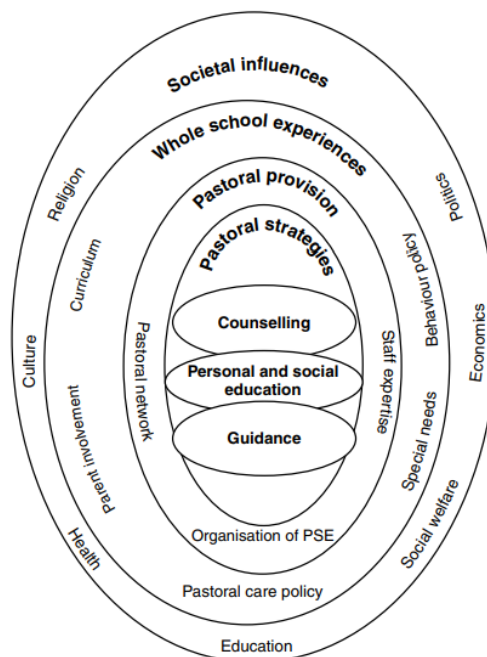 Societal influences
Whole school experiences
Pastoral provision
Pastoral strategies
Counselling
Personal and social
education
Guidance
Religion
Politics
Curriculum
Behaviour policy
Culture
Economics
Pastoral network
Staff expertise
Parent involvement
Special needs
Health
Social welfare
Organisation of PSE
Pastoral care policy
Education